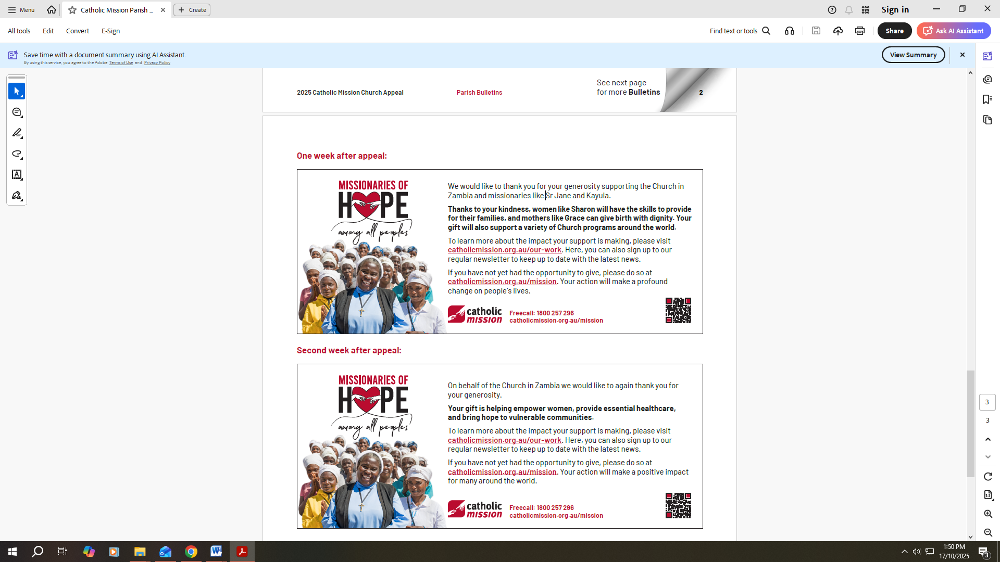 Menu
Catholic Mission Parish ...
Create
Sign in
All tools
Edit
Convert
E-Sign
Find text or tools
Share
Ask AI Assistant
Save time with a document summary using AI Assistant.
By using this service, you agree to the Adobe Terms of Use and Privacy Policy
View Summary
See next page
for more Bulletins
2025 Catholic Mission Church Appeal
Parish Bulletins
2
One week after appeal:
MISSIONARIES OF
HOPE
among all peoples
We would like to thank you for your generosity supporting the Church in
Zambia and missionaries like Sr Jane and Kayula.
Thanks to your kindness, women like Sharon will have the skills to provide
for their families, and mothers like Grace can give birth with dignity. Your
gift will also support a variety of Church programs around the world.
To learn more about the impact your support is making, please visit
catholicmission.org.au/our-work. Here, you can also sign up to our
regular newsletter to keep up to date with the latest news.
If you have not yet had the opportunity to give, please do so at
catholicmission.org.au/mission. Your action will make a profound
change on people's lives.
catholic
mission
Freecall: 1800 257 296
catholicmission.org.au/mission
Second week after appeal:
MISSIONARIES OF
HOPE
among all peoples
On behalf of the Church in Zambia we would like to again thank you for
your generosity.
Your gift is helping empower women, provide essential healthcare,
and bring hope to vulnerable communities.
To learn more about the impact your support is making, please visit
catholicmission.org.au/our-work. Here, you can also sign up to our
regular newsletter to keep up to date with the latest news.
If you have not yet had the opportunity to give, please do so at
catholicmission.org.au/mission. Your action will make a positive impact
for many around the world.
catholic
mission
Freecall: 1800 257 296
catholicmission.org.au/mission
3
3
1:50 PM
17/10/2025
3